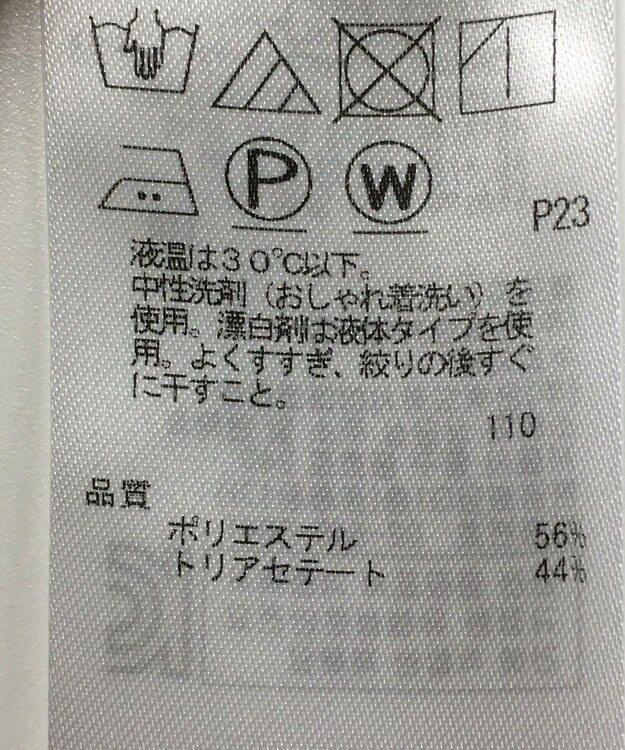 P W P23
液温は30℃以下。
中性洗剤（おしゃれ着洗い）を
使用。漂白剤は液体タイプを使
用。よくすすぎ、絞りの後すぐ
に干すこと。
110
品質
ポリエステル 56%
トリアセテート 44%